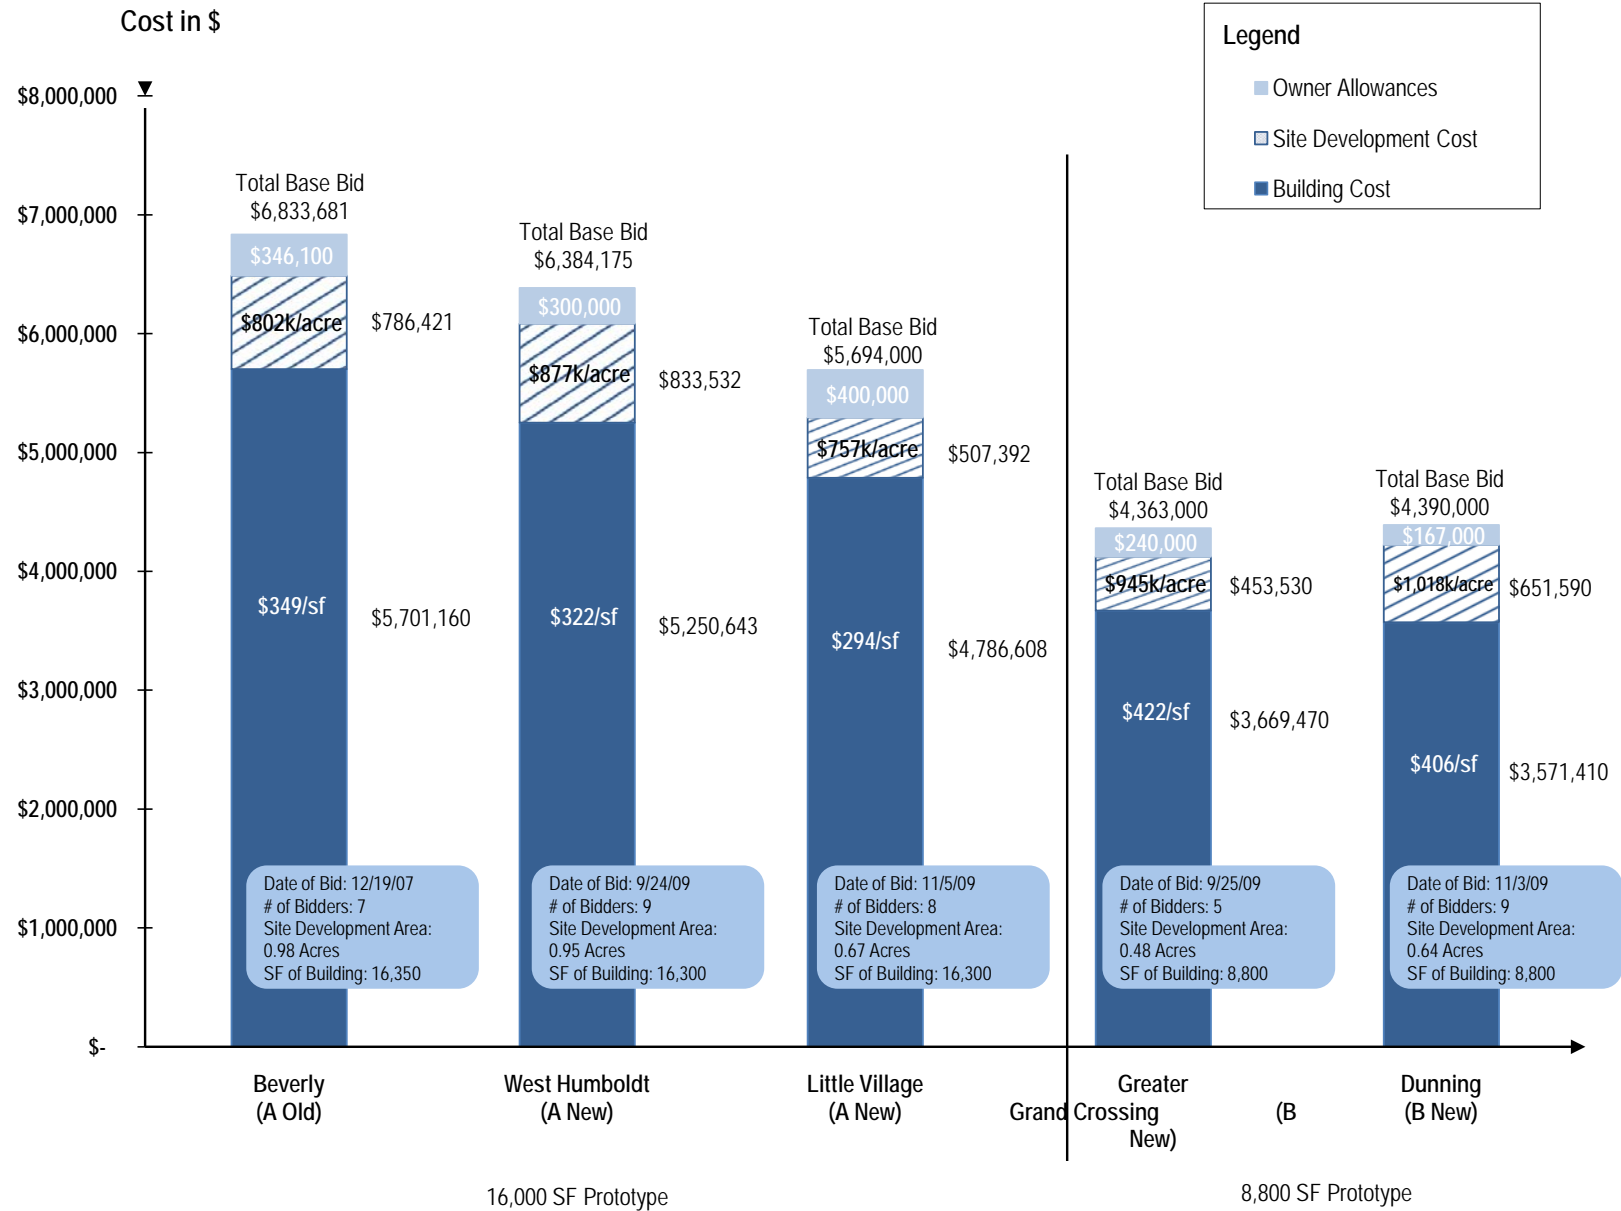 Cost in $
Legend
Owner Allowances
Site Development Cost
Building Cost
$8,000,000
$7,000,000
$6,000,000
$5,000,000
$4,000,000
$3,000,000
$2,000,000
$1,000,000
$-
Total Base Bid
$6,833,681
$346,100
$802k/acre
$786,421
$349/sf
$5,701,160
Date of Bid: 12/19/07
# of Bidders: 7
Site Development Area:
0.98 Acres
SF of Building: 16,350
Beverly
(A Old)
Total Base Bid
$6,384,175
$300,000
$877k/acre
$833,532
$322/sf
$5,250,643
Date of Bid: 9/24/09
# of Bidders: 9
Site Development Area:
0.95 Acres
SF of Building: 16,300
West Humboldt
(A New)
Total Base Bid
$5,694,000
$400,000
$757k/acre
$507,392
$294/sf
$4,786,608
Date of Bid: 11/5/09
# of Bidders: 8
Site Development Area:
0.67 Acres
SF of Building: 16,300
Little Village
(A New)
Total Base Bid
$4,363,000
$240,000
$945k/acre
$453,530
$422/sf
$3,669,470
Date of Bid: 9/25/09
# of Bidders: 5
Site Development Area:
0.48 Acres
SF of Building: 8,800
Greater
Grand Crossing (B
New)
Total Base Bid
$4,390,000
$167,000
$1,018k/acre
$651,590
$406/sf
$3,571,410
Date of Bid: 11/3/09
# of Bidders: 9
Site Development Area:
0.64 Acres
SF of Building: 8,800
Dunning
(B New)
16,000 SF Prototype
8,800 SF Prototype